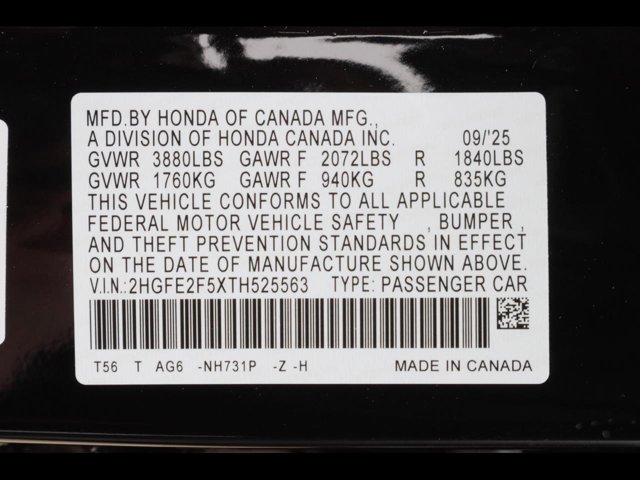 MFD.BY HONDA OF CANADA MFG.,
A DIVISION OF HONDA CANADA INC. 09/'25
GVWR 3880LBS GAWR F 2072LBS R 1840LBS
GVWR 1760KG GAWR F 940KG R 835KG
THIS VEHICLE CONFORMS TO ALL APPLICABLE
FEDERAL MOTOR VEHICLE SAFETY , BUMPER ,
AND THEFT PREVENTION STANDARDS IN EFFECT
ON THE DATE OF MANUFACTURE SHOWN ABOVE.
V.I.N.:2HGFE2F5XTH525563 TYPE: PASSENGER CAR
T56 T AG6 -NH731P -Z -H MADE IN CANADA